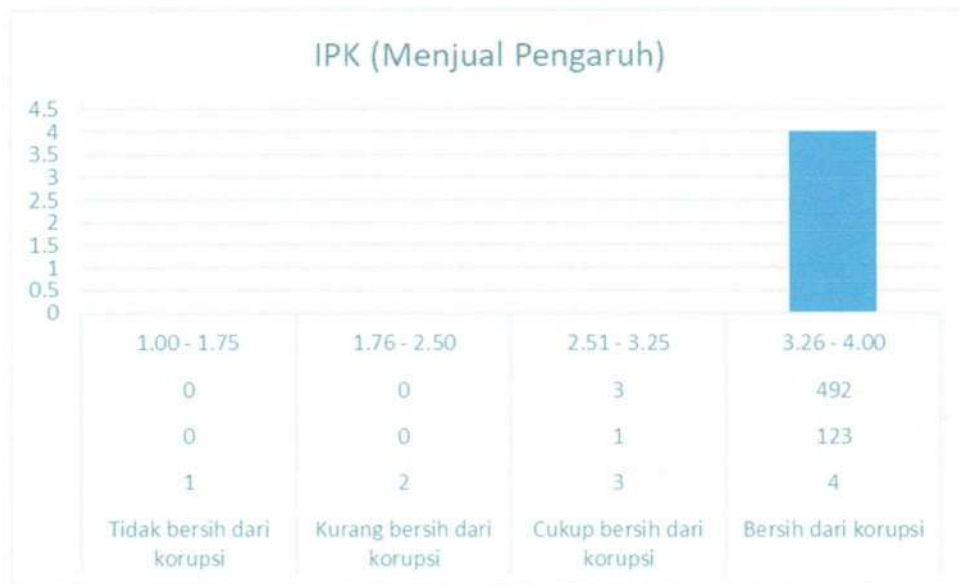 IPK (Menjual Pengaruh)
4.5
4
3.5
3
2.5
2
1.5
1
0.5
0
1.00 - 1.75 1.76 - 2.50 2.51 - 3.25 3.26 - 4.00
0 0 3 492
0 0 1 123
1 2 3 4
Tidak bersih dari Kurang bersih dari Cukup bersih dari Bersih dari korupsi
korupsi korupsi korupsi